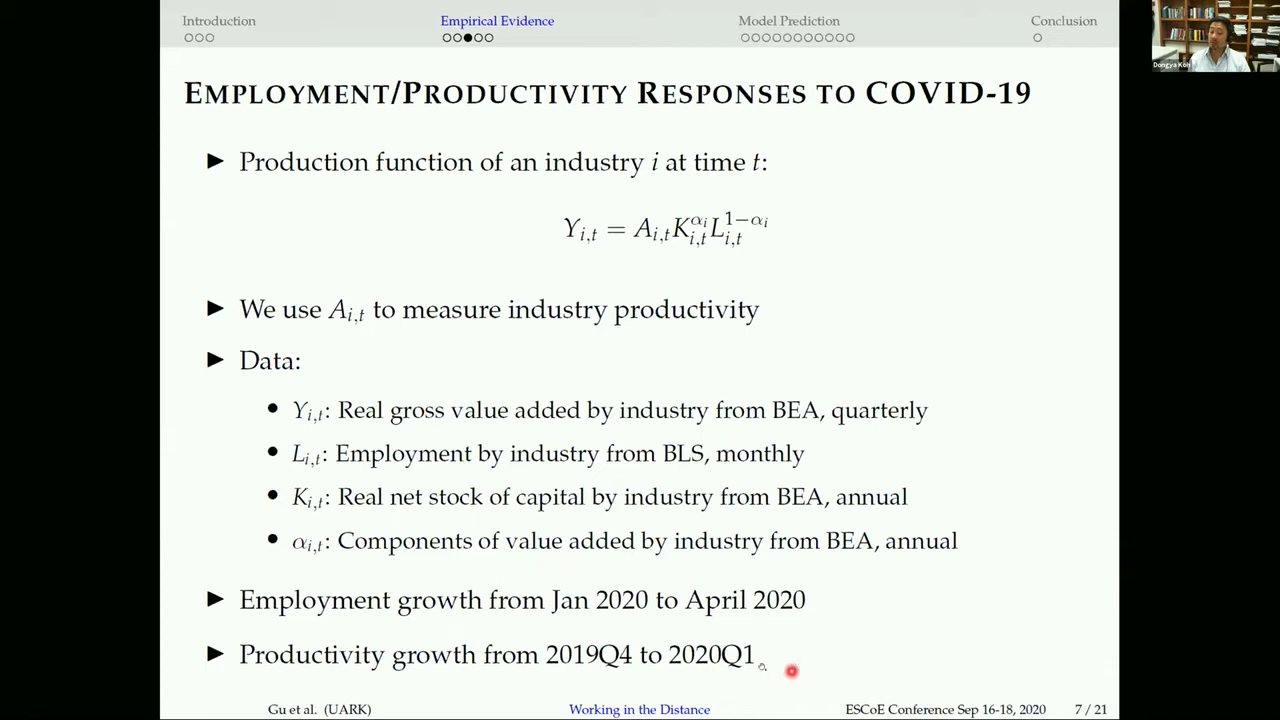 Introduction Empirical Evidence Model Prediction Conclusion
EMPLOYMENT/PRODUCTIVITY RESPONSES TO COVID-19
► Production function of an industry i at time t:
Y_{i,t} = A_{i,t} K_{i,t}^{α_i} L_{i,t}^{1−α_i}
► We use A_{i,t} to measure industry productivity
► Data:
• Y_{i,t}: Real gross value added by industry from BEA, quarterly
• L_{i,t}: Employment by industry from BLS, monthly
• K_{i,t}: Real net stock of capital by industry from BEA, annual
• α_{i,t}: Components of value added by industry from BEA, annual
► Employment growth from Jan 2020 to April 2020
► Productivity growth from 2019Q4 to 2020Q1
Gu et al. (UARK) Working in the Distance ESCoE Conference Sep 16-18, 2020 7 / 21
Dongya Koh